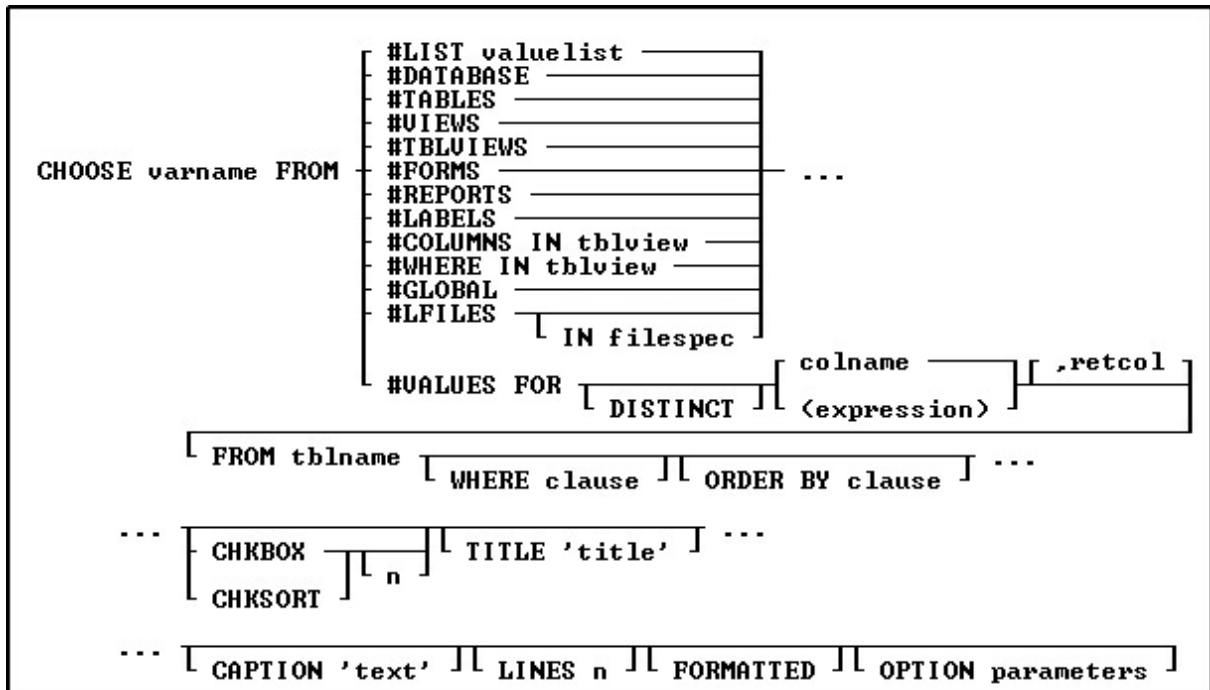 #LIST valuelist
#DATABASE
#TABLES
#VIEWS
#TBLVIEWS
CHOOSE varname FROM #FORMS ...
#REPORTS
#LABELS
#COLUMNS IN tblview
#WHERE IN tblview
#GLOBAL
#LFILES
IN filespec
colname ,retcol
#VALUES FOR
DISTINCT (expression)
FROM tblname ...
WHERE clause ORDER BY clause
... ...
CHKBOX TITLE 'title'
n
CHKSORT
...
CAPTION 'text' LINES n FORMATTED OPTION parameters